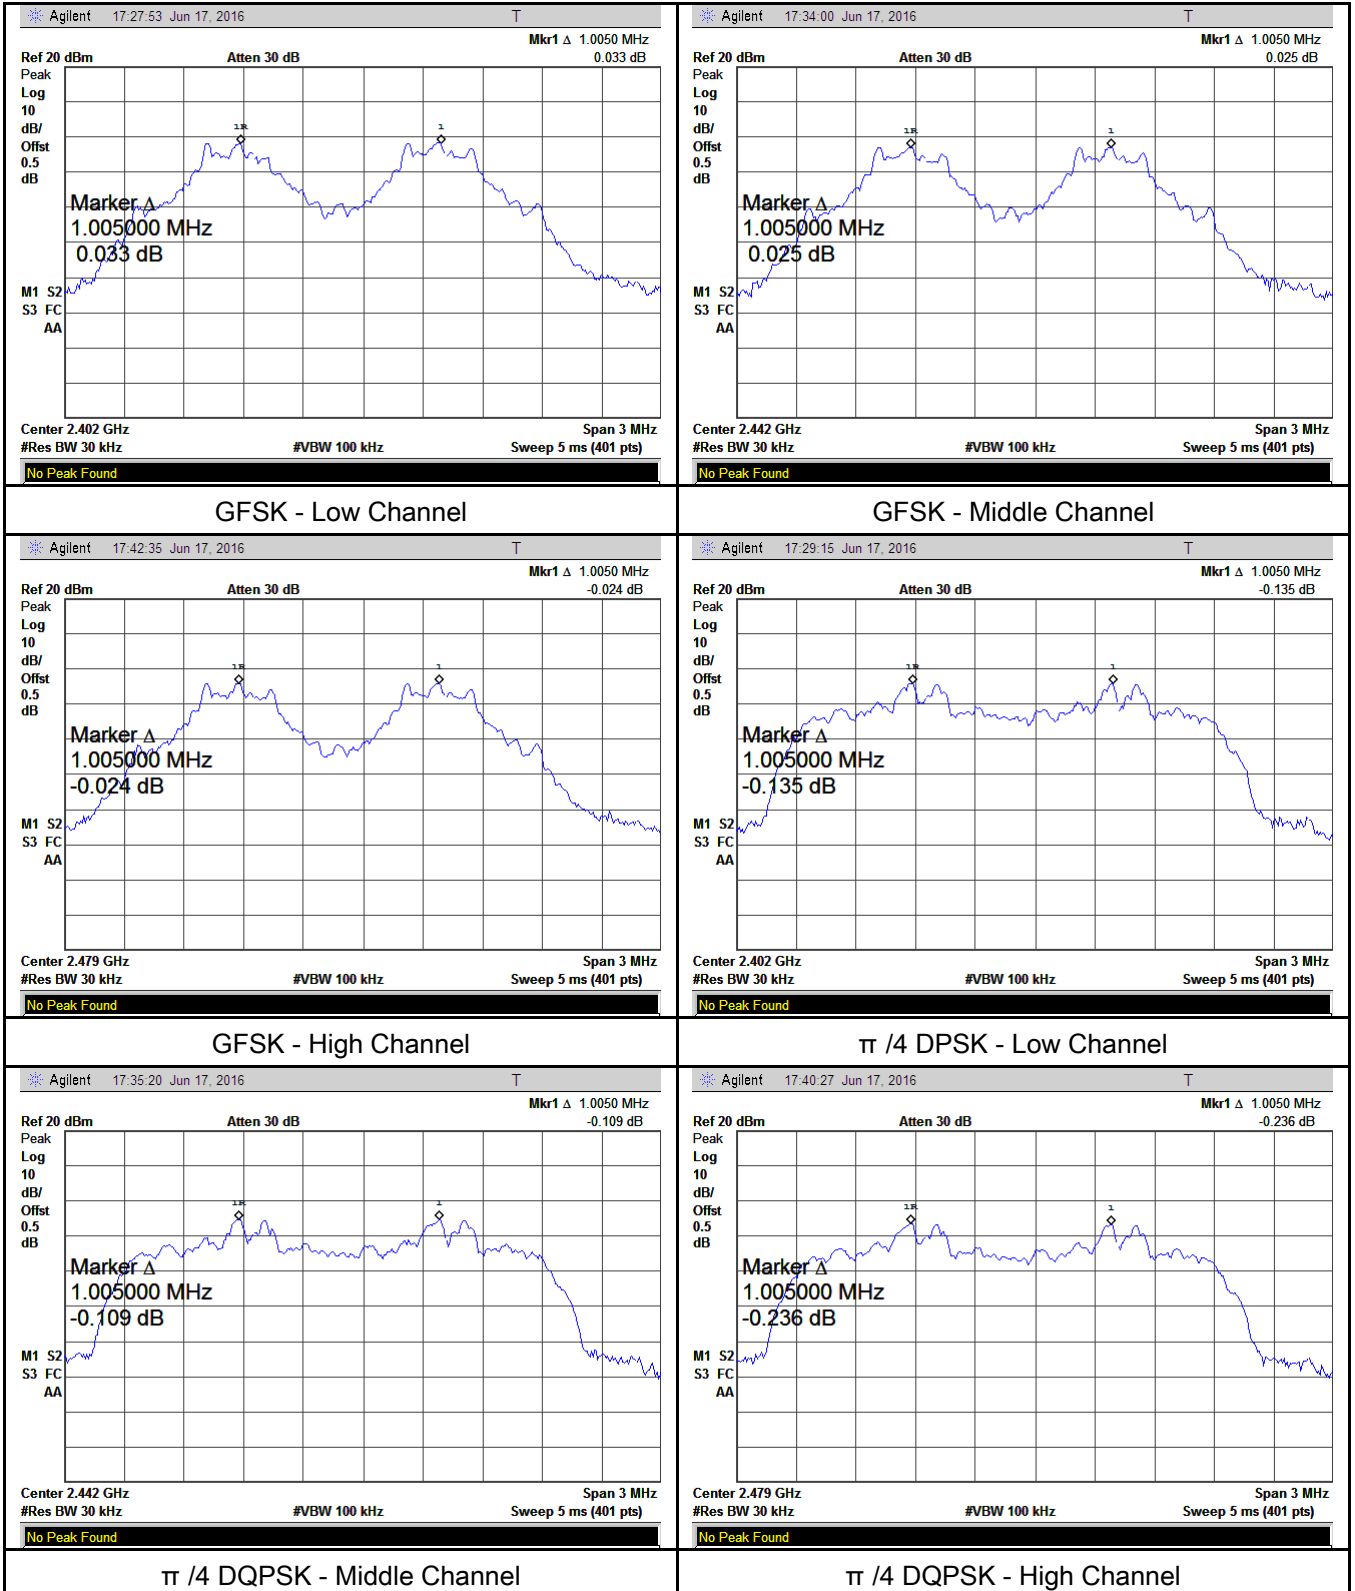 Agilent 17:27:53 Jun 17, 2016 T
Mkr1 Δ 1.0050 MHz
Ref 20 dBm Atten 30 dB 0.033 dB
Peak
Log
10
dB/
Offst
0.5
dB
1R 1
Marker Δ
1.005000 MHz
0.033 dB
M1 S2
S3 FC
AA
Center 2.402 GHz Span 3 MHz
#Res BW 30 kHz #VBW 100 kHz Sweep 5 ms (401 pts)
No Peak Found
GFSK - Low Channel
Agilent 17:34:00 Jun 17, 2016 T
Mkr1 Δ 1.0050 MHz
Ref 20 dBm Atten 30 dB 0.025 dB
Peak
Log
10
dB/
Offst
0.5
dB
1R 1
Marker Δ
1.005000 MHz
0.025 dB
M1 S2
S3 FC
AA
Center 2.442 GHz Span 3 MHz
#Res BW 30 kHz #VBW 100 kHz Sweep 5 ms (401 pts)
No Peak Found
GFSK - Middle Channel
Agilent 17:42:35 Jun 17, 2016 T
Mkr1 Δ 1.0050 MHz
Ref 20 dBm Atten 30 dB -0.024 dB
Peak
Log
10
dB/
Offst
0.5
dB
1R 1
Marker Δ
1.005000 MHz
-0.024 dB
M1 S2
S3 FC
AA
Center 2.479 GHz Span 3 MHz
#Res BW 30 kHz #VBW 100 kHz Sweep 5 ms (401 pts)
No Peak Found
GFSK - High Channel
Agilent 17:29:15 Jun 17, 2016 T
Mkr1 Δ 1.0050 MHz
Ref 20 dBm Atten 30 dB -0.135 dB
Peak
Log
10
dB/
Offst
0.5
dB
1R 1
Marker Δ
1.005000 MHz
-0.135 dB
M1 S2
S3 FC
AA
Center 2.402 GHz Span 3 MHz
#Res BW 30 kHz #VBW 100 kHz Sweep 5 ms (401 pts)
No Peak Found
π /4 DPSK - Low Channel
Agilent 17:35:20 Jun 17, 2016 T
Mkr1 Δ 1.0050 MHz
Ref 20 dBm Atten 30 dB -0.109 dB
Peak
Log
10
dB/
Offst
0.5
dB
1R 1
Marker Δ
1.005000 MHz
-0.109 dB
M1 S2
S3 FC
AA
Center 2.442 GHz Span 3 MHz
#Res BW 30 kHz #VBW 100 kHz Sweep 5 ms (401 pts)
No Peak Found
π /4 DQPSK - Middle Channel
Agilent 17:40:27 Jun 17, 2016 T
Mkr1 Δ 1.0050 MHz
Ref 20 dBm Atten 30 dB -0.236 dB
Peak
Log
10
dB/
Offst
0.5
dB
1R 1
Marker Δ
1.005000 MHz
-0.236 dB
M1 S2
S3 FC
AA
Center 2.479 GHz Span 3 MHz
#Res BW 30 kHz #VBW 100 kHz Sweep 5 ms (401 pts)
No Peak Found
π /4 DQPSK - High Channel